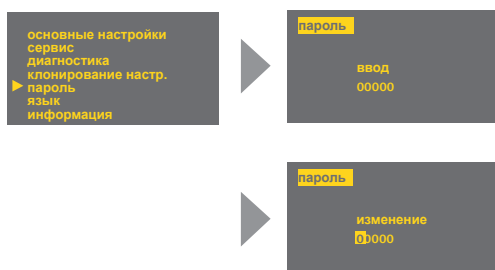 основные настройки
сервис
диагностика
клонирование настр.
пароль
язык
информация
пароль
ввод
00000
пароль
изменение
00000